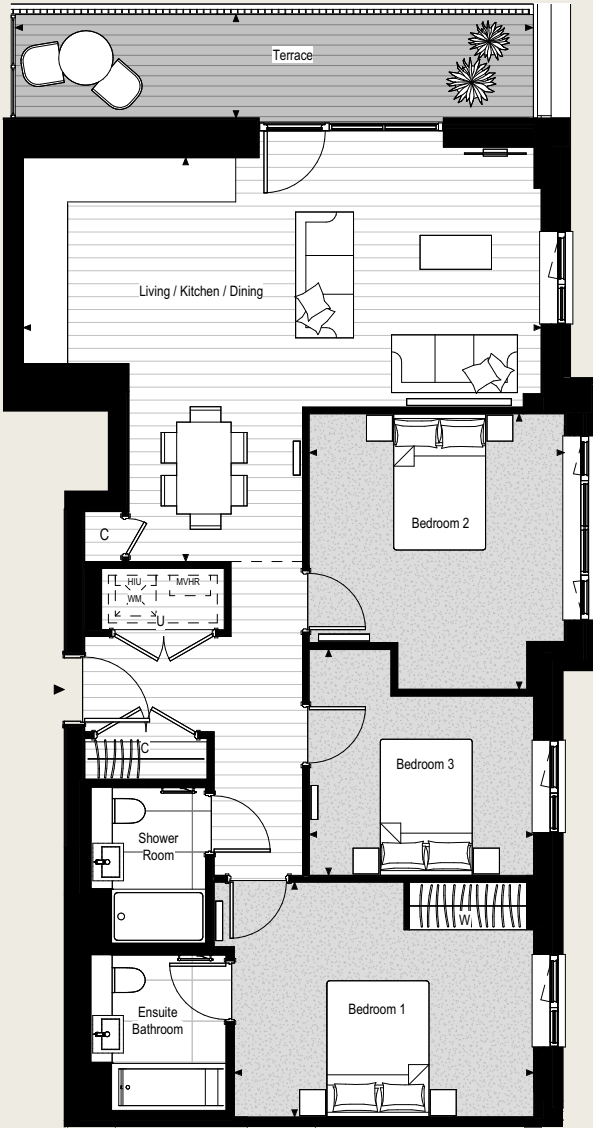 Terrace
Living / Kitchen / Dining
Bedroom 2
C
HIU
MVHR
WM
U
C
Bedroom 3
Shower
Room
W
Bedroom 1
Ensuite
Bathroom